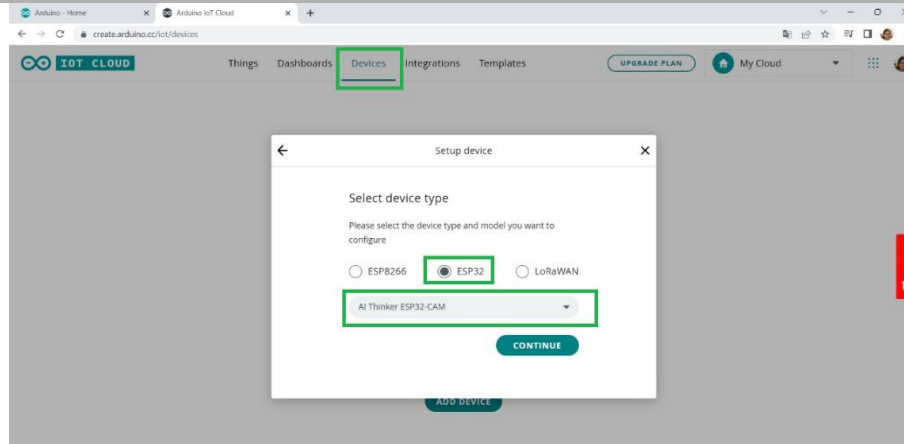 Arduino - Home
Arduino IoT Cloud
create.arduino.cc/iot/devices
IOT CLOUD Things Dashboards Devices Integrations Templates UPGRADE PLAN My Cloud
Setup device
Select device type
Please select the device type and model you want to
configure
ESP8266 ESP32 LoRaWAN
AI Thinker ESP32-CAM
CONTINUE
ADD DEVICE